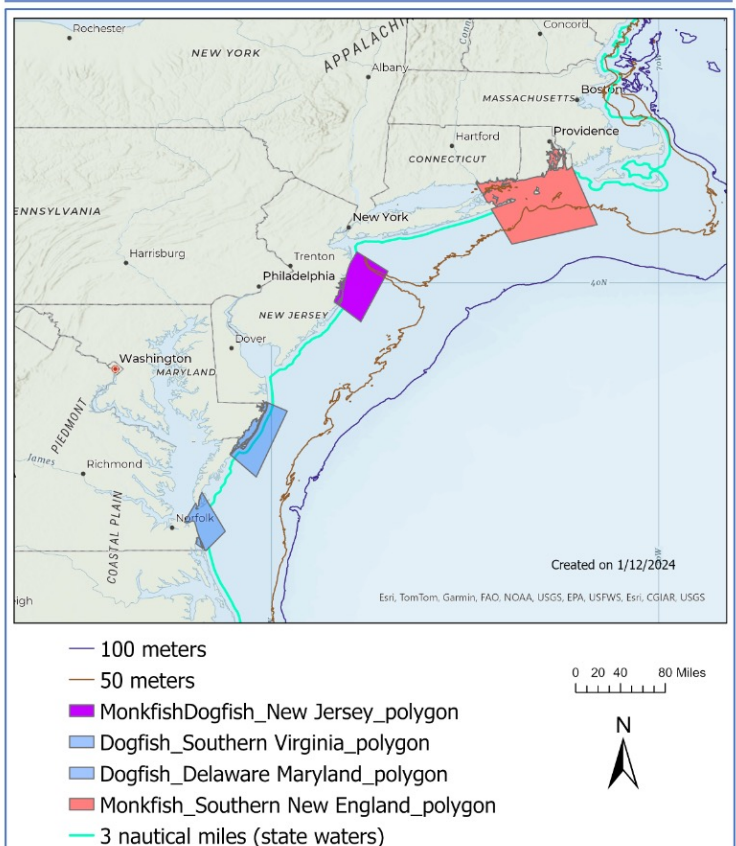 Rochester
Concord
NEW YORK
APPALACHI
Conn
Albany
70W
Boston
MASSACHUSETTS
Providence
Hartford
CONNECTICUT
ENNSYLVANIA
New York
Harrisburg
Trenton
Philadelphia
40N
NEW JERSEY
Dover
Washington
MARYLAND
PIEDMONT
James
Richmond
COASTAL PLAIN
Norfolk
Created on 1/12/2024
eigh
Esri, TomTom, Garmin, FAO, NOAA, USGS, EPA, USFWS, Esri, CGIAR, USGS
100 meters
50 meters
MonkfishDogfish_New Jersey_polygon
Dogfish_Southern Virginia_polygon
Dogfish_Delaware Maryland_polygon
Monkfish_Southern New England_polygon
3 nautical miles (state waters)
0 20 40 80 Miles
N